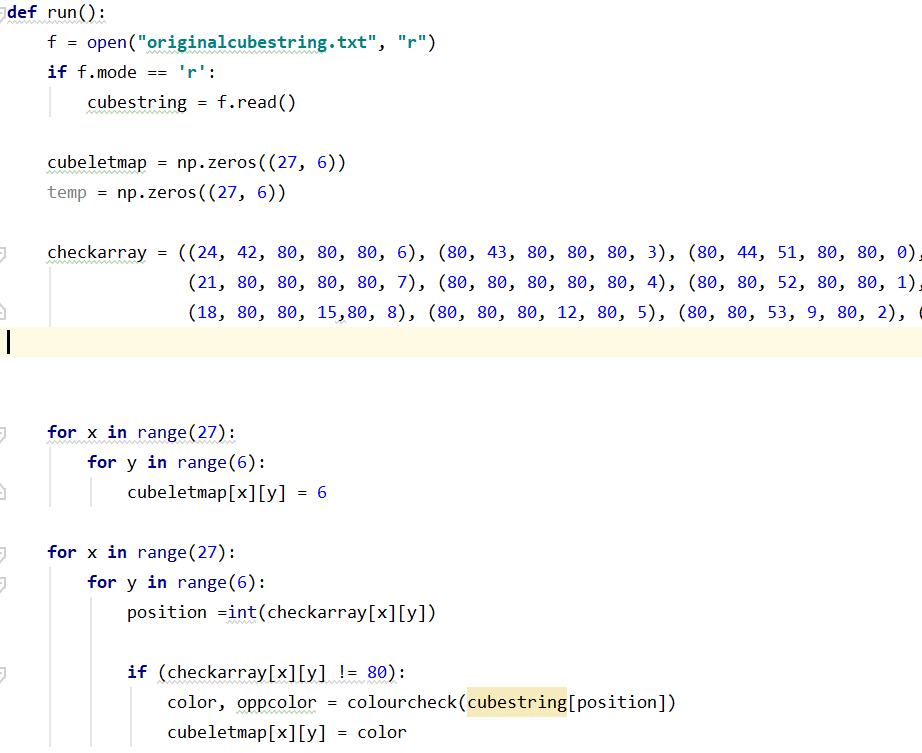 def run():
    f = open("originalcubestring.txt", "r")
    if f.mode == 'r':
        cubestring = f.read()
    cubeletmap = np.zeros((27, 6))
    temp = np.zeros((27, 6))
    checkarray = ((24, 42, 80, 80, 80, 6), (80, 43, 80, 80, 80, 3), (80, 44, 51, 80, 80, 0),
                  (21, 80, 80, 80, 80, 7), (80, 80, 80, 80, 80, 4), (80, 80, 52, 80, 80, 1),
                  (18, 80, 80, 15,80, 8), (80, 80, 80, 12, 80, 5), (80, 80, 53, 9, 80, 2), (
    for x in range(27):
        for y in range(6):
            cubeletmap[x][y] = 6
    for x in range(27):
        for y in range(6):
            position =int(checkarray[x][y])
            if (checkarray[x][y] != 80):
                color, oppcolor = colourcheck(cubestring[position])
                cubeletmap[x][y] = color